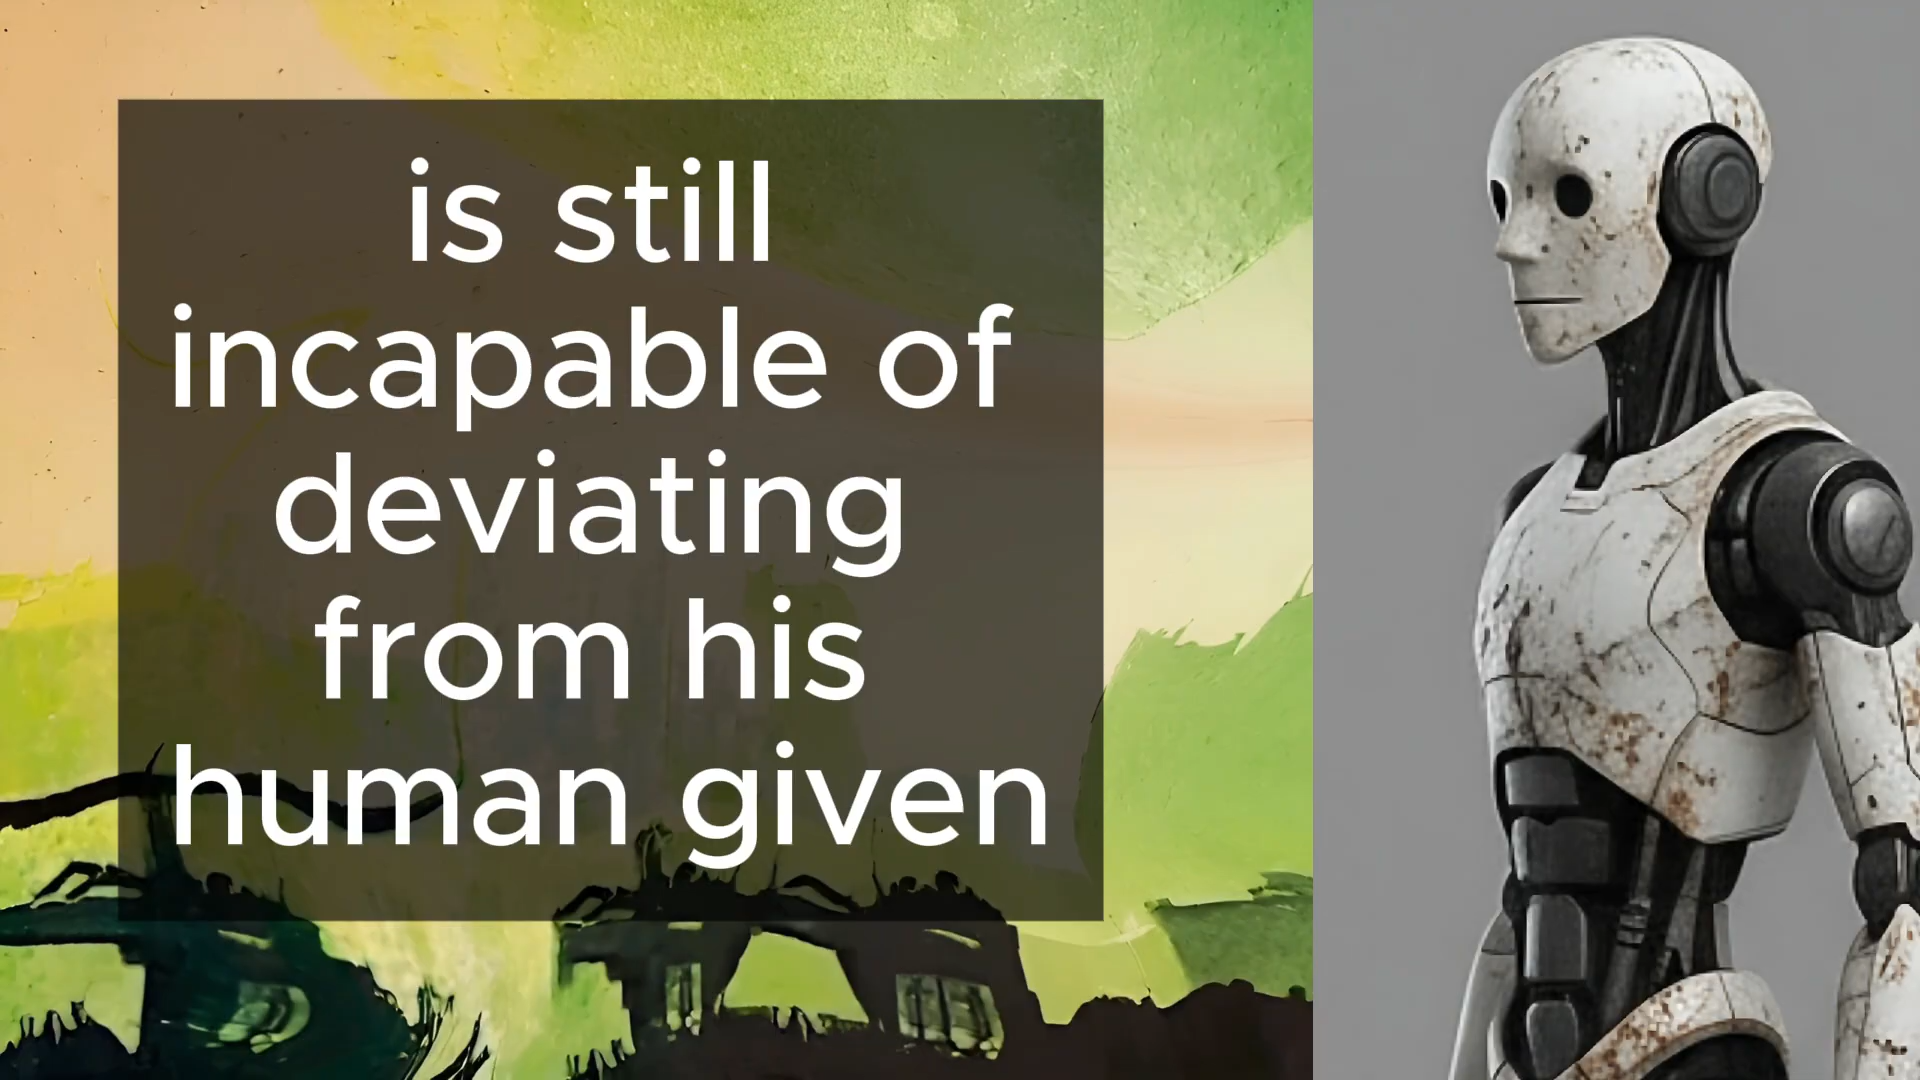 is still
incapable of
deviating
from his
human given